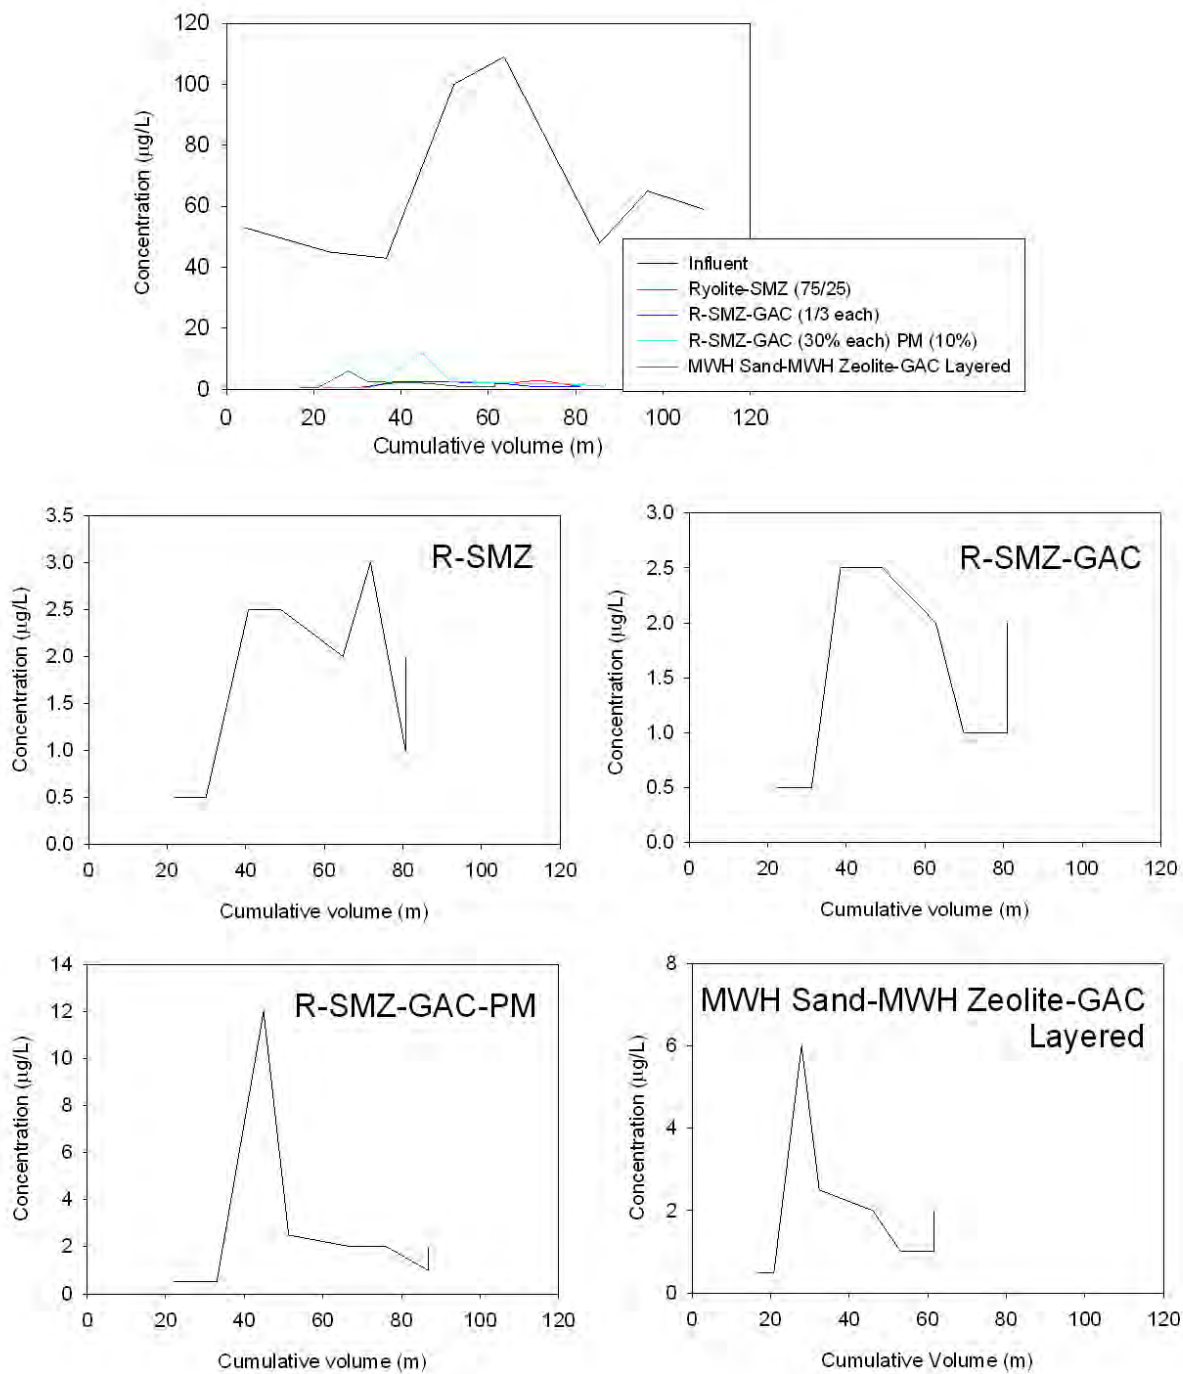 120
100
80
60
40
20
0
Concentration (µg/L)
0 20 40 60 80 100 120
Cumulative volume (m)
Influent
Ryolite-SMZ (75/25)
R-SMZ-GAC (1/3 each)
R-SMZ-GAC (30% each) PM (10%)
MWH Sand-MWH Zeolite-GAC Layered
3.5
3.0
2.5
2.0
1.5
1.0
0.5
0.0
Concentration (µg/L)
R-SMZ
0 20 40 60 80 100 120
Cumulative volume (m)
3.0
2.5
2.0
1.5
1.0
0.5
0.0
Concentration (µg/L)
R-SMZ-GAC
0 20 40 60 80 100 120
Cumulative volume (m)
14
12
10
8
6
4
2
0
Concentration (µg/L)
R-SMZ-GAC-PM
0 20 40 60 80 100 120
Cumulative volume (m)
8
6
4
2
0
Concentration (µg/L)
MWH Sand-MWH Zeolite-GAC
Layered
0 20 40 60 80 100 120
Cumulative Volume (m)